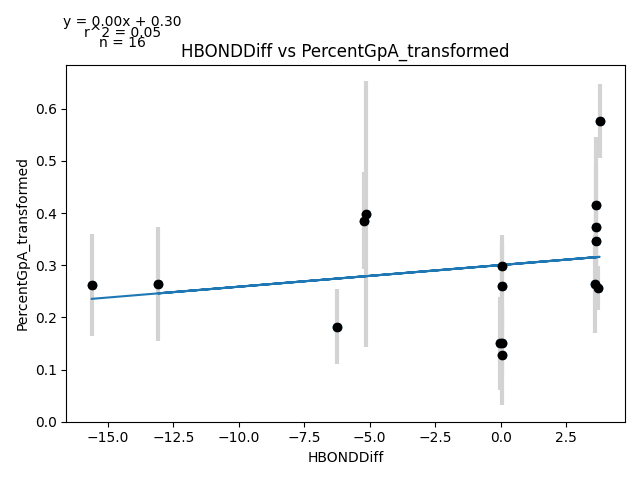 y = 0.00x + 0.30
r^2 = 0.05
n = 16
HBONDDiff vs PercentGpA_transformed
PercentGpA_transformed
0.6
0.5
0.4
0.3
0.2
0.1
0.0
−15.0 −12.5 −10.0 −7.5 −5.0 −2.5 0.0 2.5
HBONDDiff